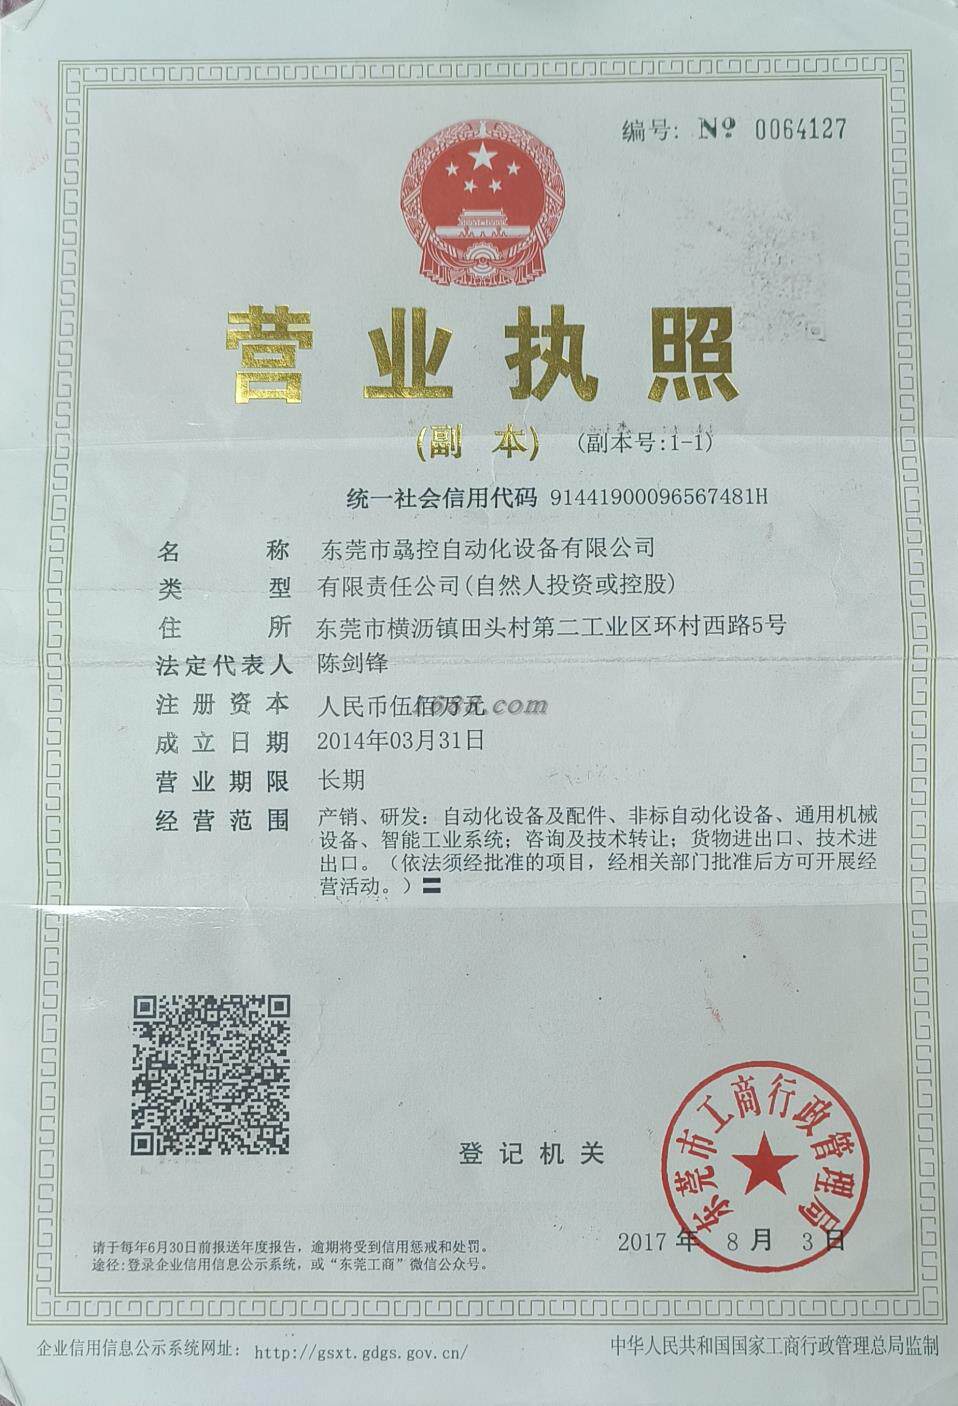 编号: №  0064127
营业执照
(副 本) (副本号:1-1)
统一社会信用代码 91441900096567481H
名称 东莞市骉控自动化设备有限公司
类型 有限责任公司(自然人投资或控股)
住所 东莞市横沥镇田头村第二工业区环村西路5号
法定代表人 陈剑锋
注册资本 人民币伍佰万元
1688.com
成立日期 2014年03月31日
营业期限 长期
经营范围 产销、研发：自动化设备及配件、非标自动化设备、通用机械
设备、智能工业系统；咨询及技术转让；货物进出口、技术进
出口。（依法须经批准的项目，经相关部门批准后方可开展经
营活动。）〓
登记机关
东莞市工商行政管理局
2017 年 8 月 3 日
请于每年6月30日前报送年度报告，逾期将受到信用惩戒和处罚。
途径:登录企业信用信息公示系统，或“东莞工商”微信公众号。
企业信用信息公示系统网址： http://gsxt.gdgs.gov.cn/
中华人民共和国国家工商行政管理总局监制